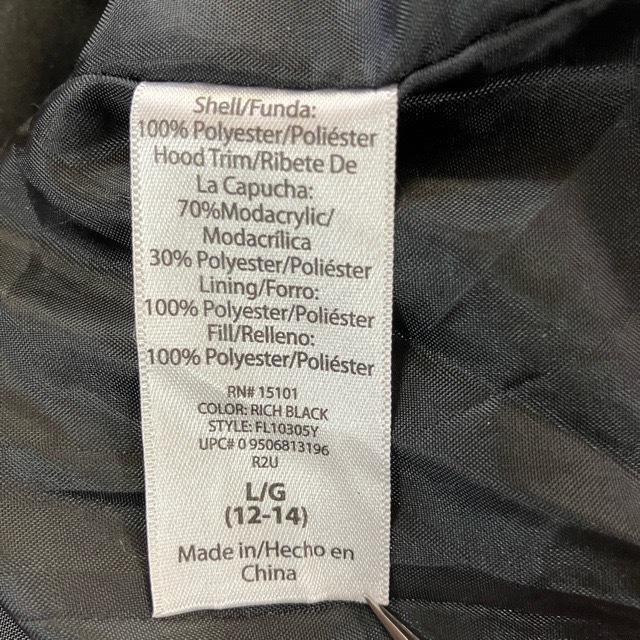 Shell/Funda:
100% Polyester/Poliéster
Hood Trim/Ribete De
La Capucha:
70%Modacrylic/
Modacrílica
30% Polyester/Poliéster
Lining/Forro:
100% Polyester/Poliéster
Fill/Relleno:
100% Polyester/Poliéster
RN# 15101
COLOR: RICH BLACK
STYLE: FL10305Y
UPC# 0 9506813196
R2U
L/G
(12-14)
Made in/Hecho en
China